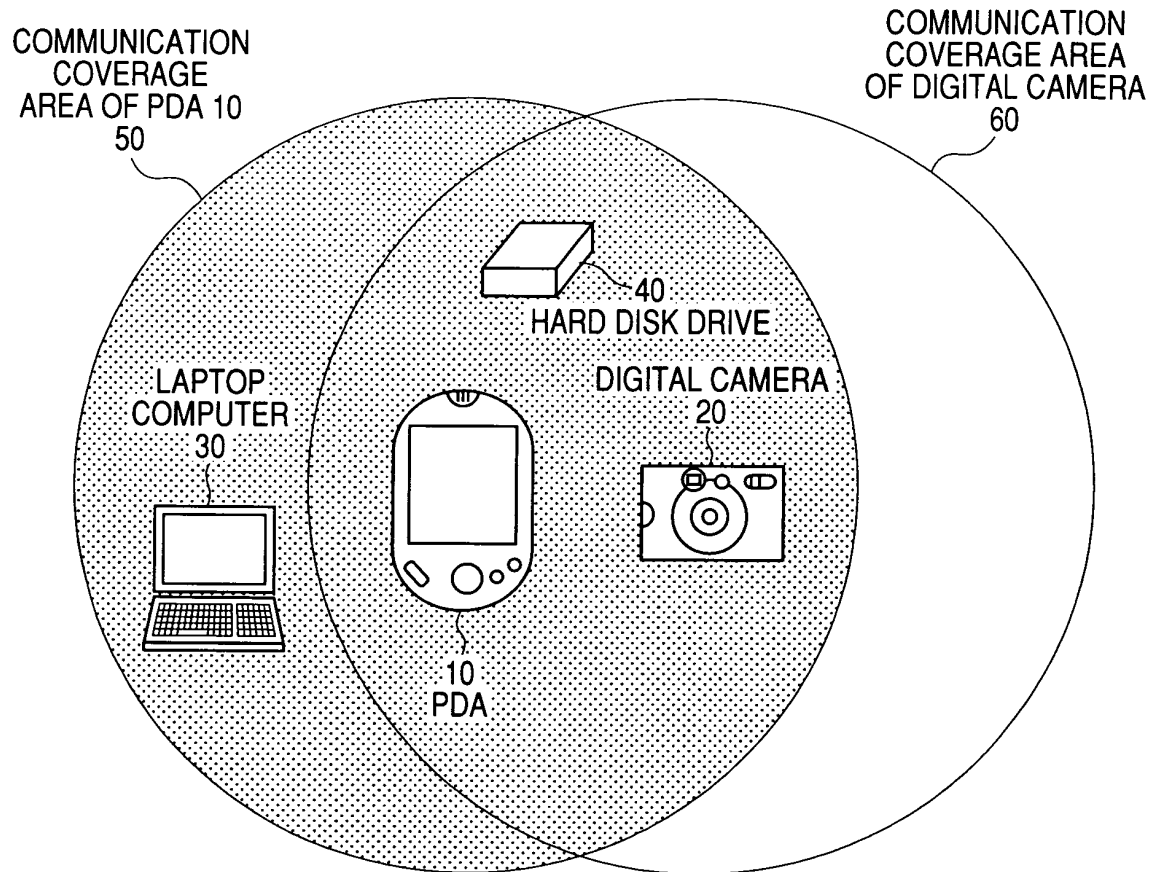 COMMUNICATION
COVERAGE
AREA OF PDA 10
50
COMMUNICATION
COVERAGE AREA
OF DIGITAL CAMERA
60
40
HARD DISK DRIVE
LAPTOP
COMPUTER
30
DIGITAL CAMERA
20
10
PDA